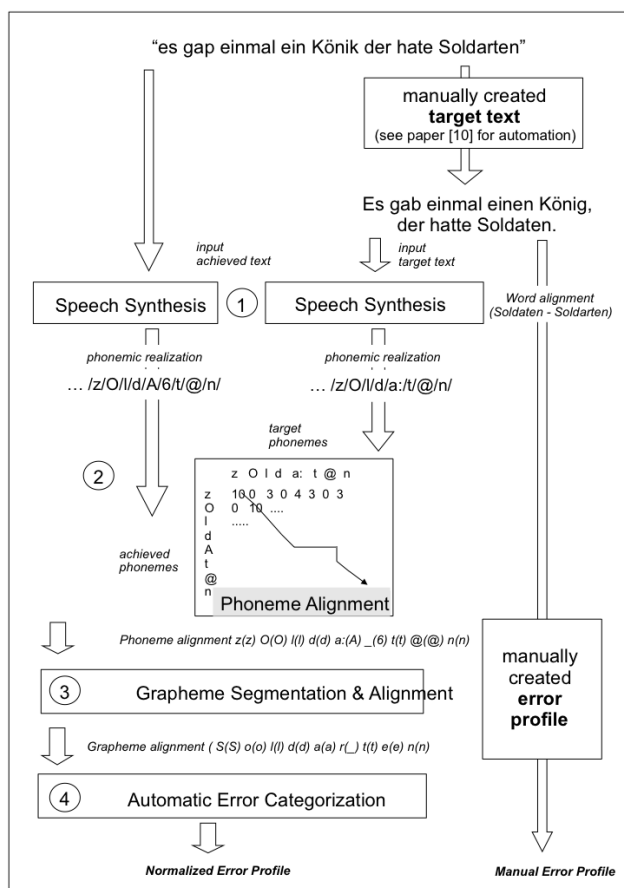 “es gap einmal ein Könik der hate Soldarten”
manually created
target text
(see paper [10] for automation)
Es gab einmal einen König,
der hatte Soldaten.
input
achieved text
input
target text
Speech Synthesis
1
Speech Synthesis
Word alignment
(Soldaten - Soldarten)
phonemic realization
… /z/O/l/d/A/6/t/@/n/
phonemic realization
… /z/O/l/d/a:/t/@/n/
target
phonemes
2
z O l d a: t @ n
z 10 0 3 0 4 3 0 3
O 0 10 ....
l .....
d
A
t
@
n
achieved
phonemes
Phoneme Alignment
Phoneme alignment z(z) O(O) l(l) d(d) a:(A) _(6) t(t) @(@) n(n)
3
Grapheme Segmentation & Alignment
manually
created
error
profile
Grapheme alignment ( S(S) o(o) l(l) d(d) a(a) r(_) t(t) e(e) n(n)
4
Automatic Error Categorization
Normalized Error Profile
Manual Error Profile